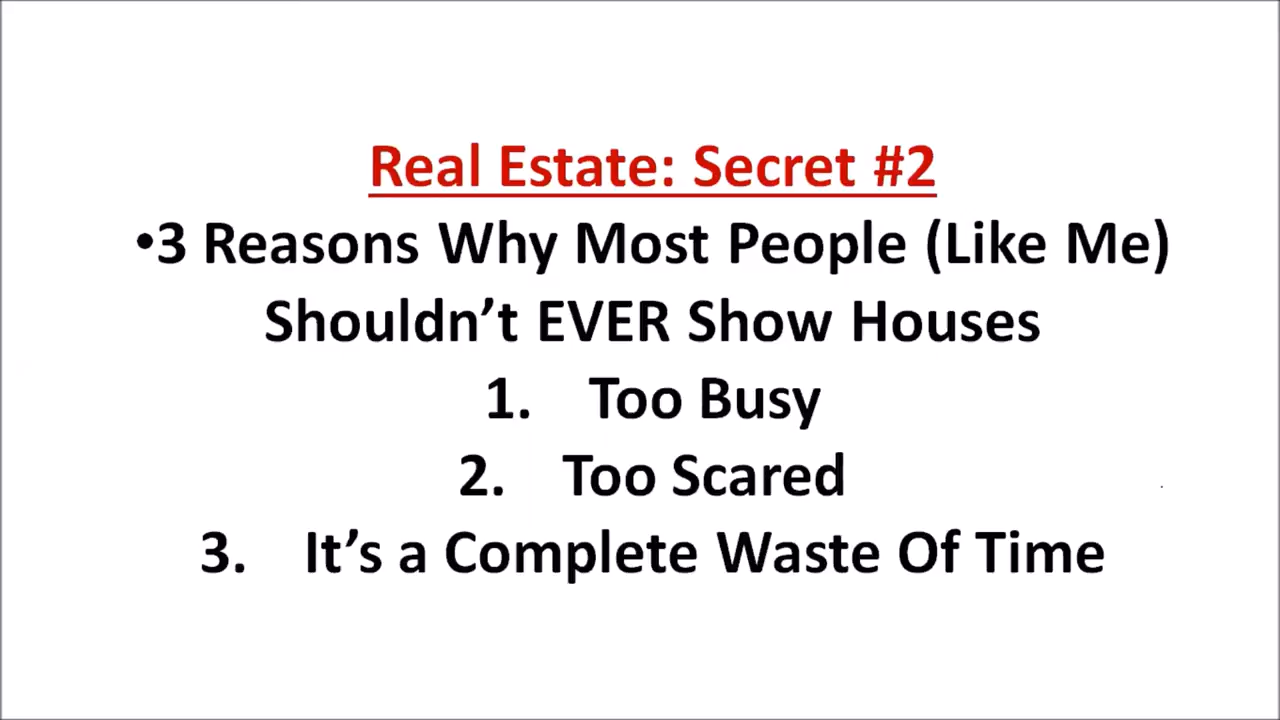 Real Estate: Secret #2
•3 Reasons Why Most People (Like Me)
Shouldn’t EVER Show Houses
1. Too Busy
2. Too Scared
3. It’s a Complete Waste Of Time